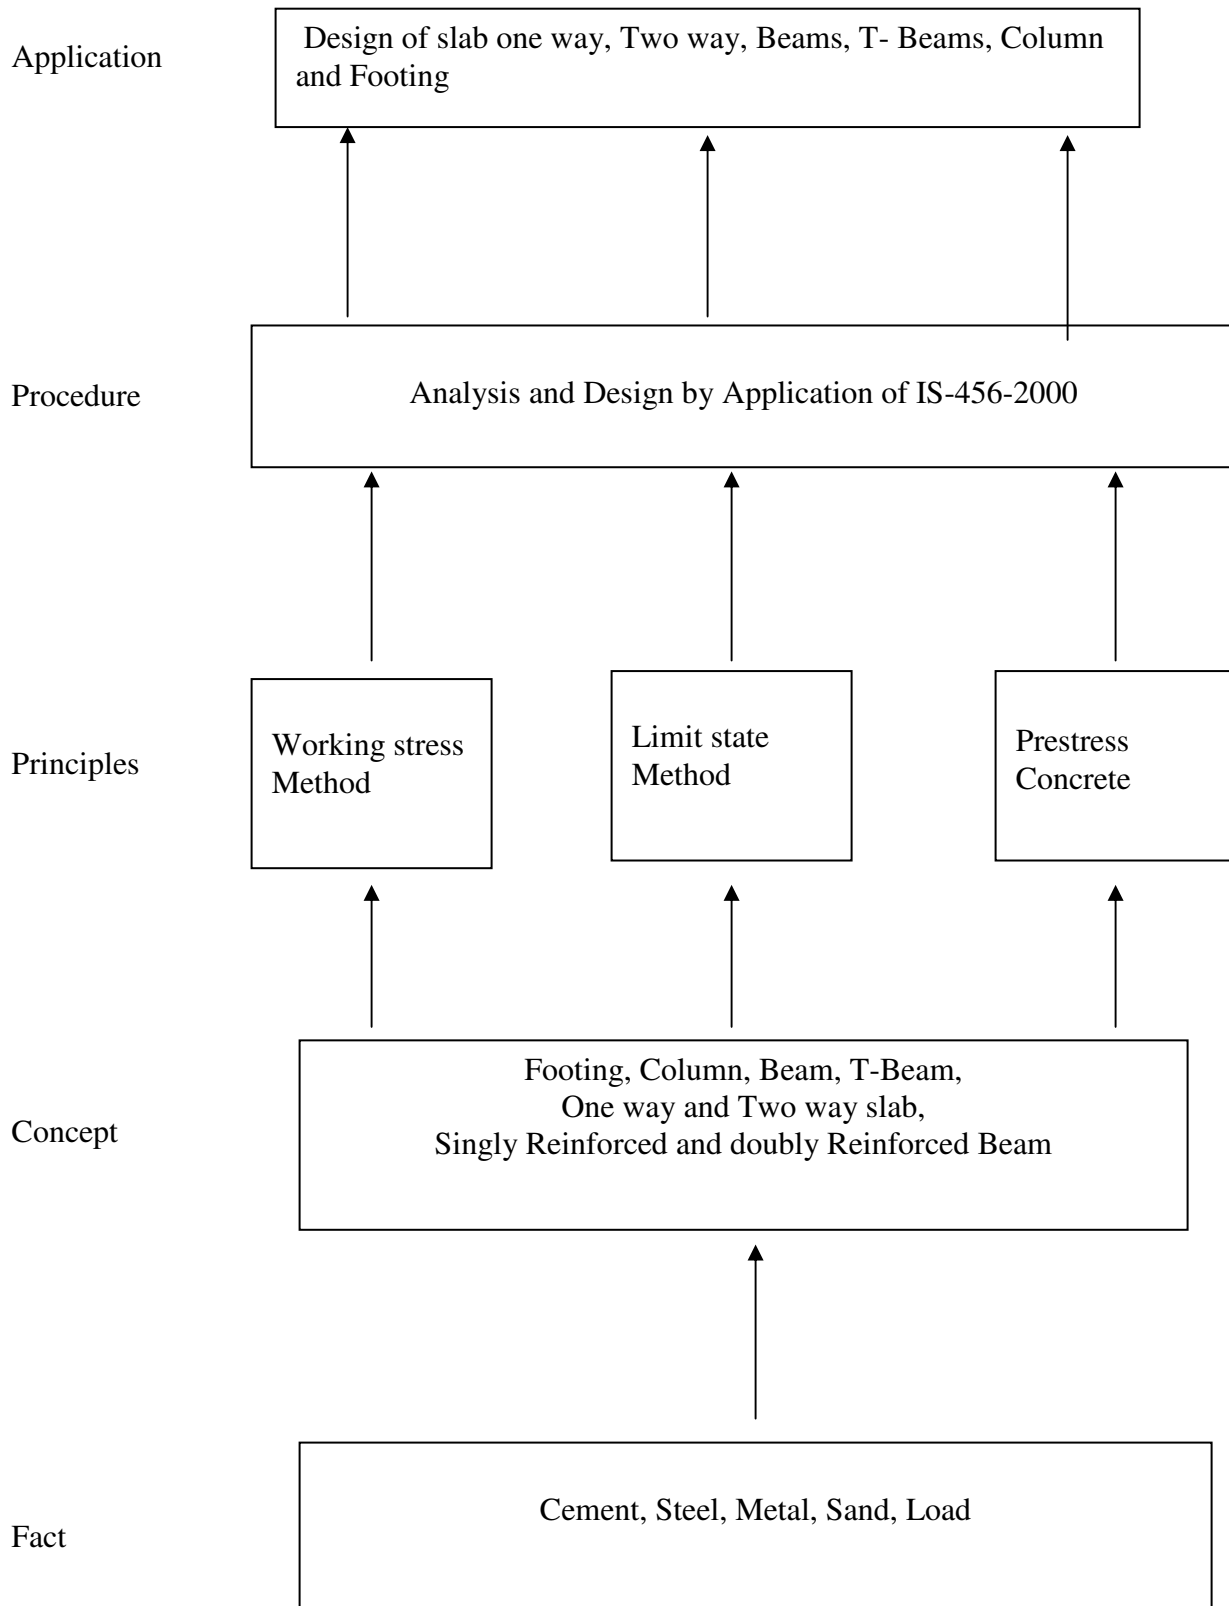 Application
Design of slab one way, Two way, Beams, T- Beams, Column
and Footing
Procedure
Analysis and Design by Application of IS-456-2000
Principles
Working stress
Method
Limit state
Method
Prestress
Concrete
Concept
Footing, Column, Beam, T-Beam,
One way and Two way slab,
Singly Reinforced and doubly Reinforced Beam
Fact
Cement, Steel, Metal, Sand, Load